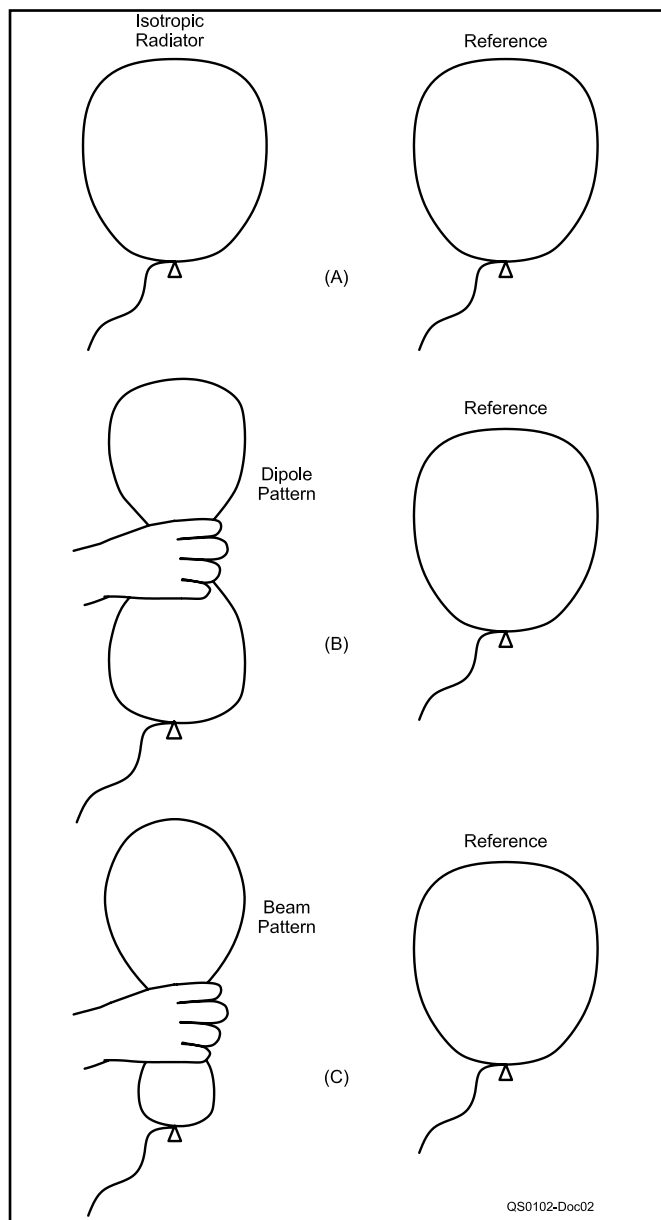 Isotropic
Radiator
Reference
(A)
Reference
Dipole
Pattern
(B)
Reference
Beam
Pattern
(C)
QS0102-Doc02